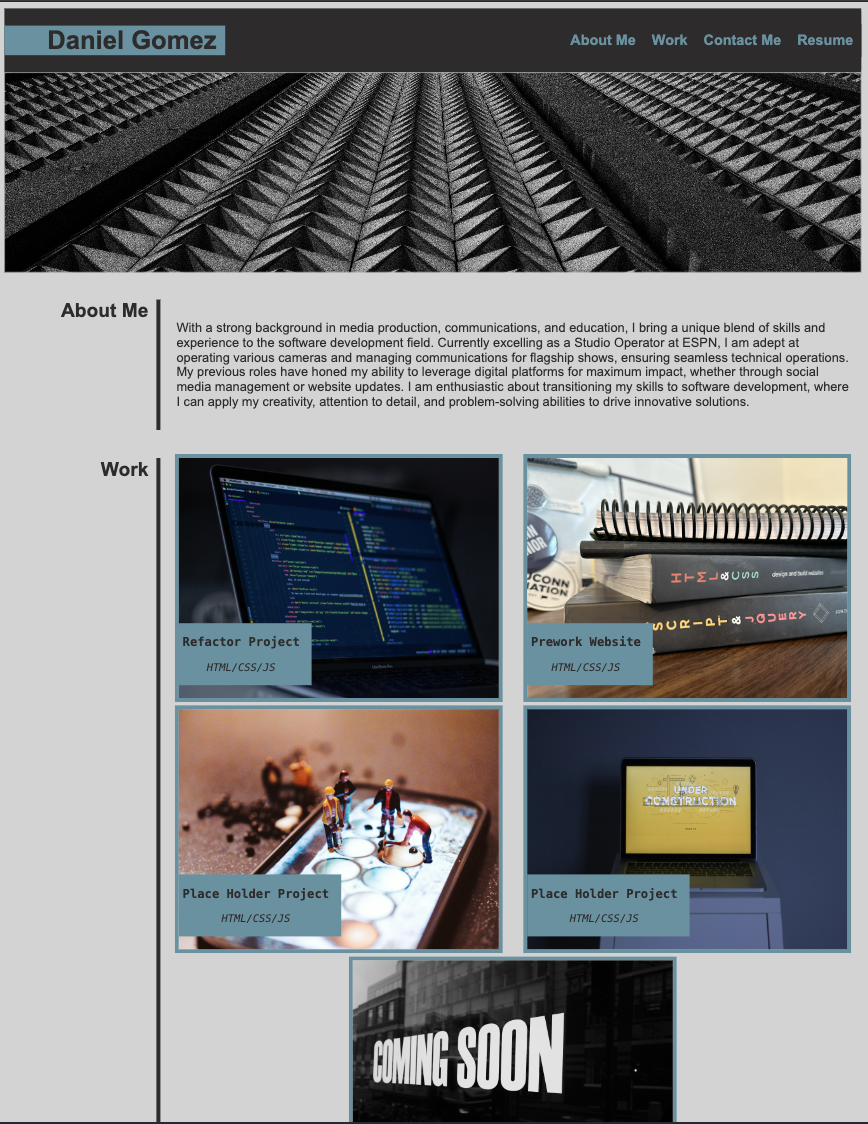 Daniel Gomez
About Me Work Contact Me Resume
About Me
With a strong background in media production, communications, and education, I bring a unique blend of skills and
experience to the software development field. Currently excelling as a Studio Operator at ESPN, I am adept at
operating various cameras and managing communications for flagship shows, ensuring seamless technical operations.
My previous roles have honed my ability to leverage digital platforms for maximum impact, whether through social
media management or website updates. I am enthusiastic about transitioning my skills to software development, where
I can apply my creativity, attention to detail, and problem-solving abilities to drive innovative solutions.
Work
Refactor Project
HTML/CSS/JS
HTML&CSS design and build websites
SCRIPT & JQUERY
Prework Website
HTML/CSS/JS
Place Holder Project
HTML/CSS/JS
UNDER
CONSTRUCTION
Place Holder Project
HTML/CSS/JS
COMING SOON